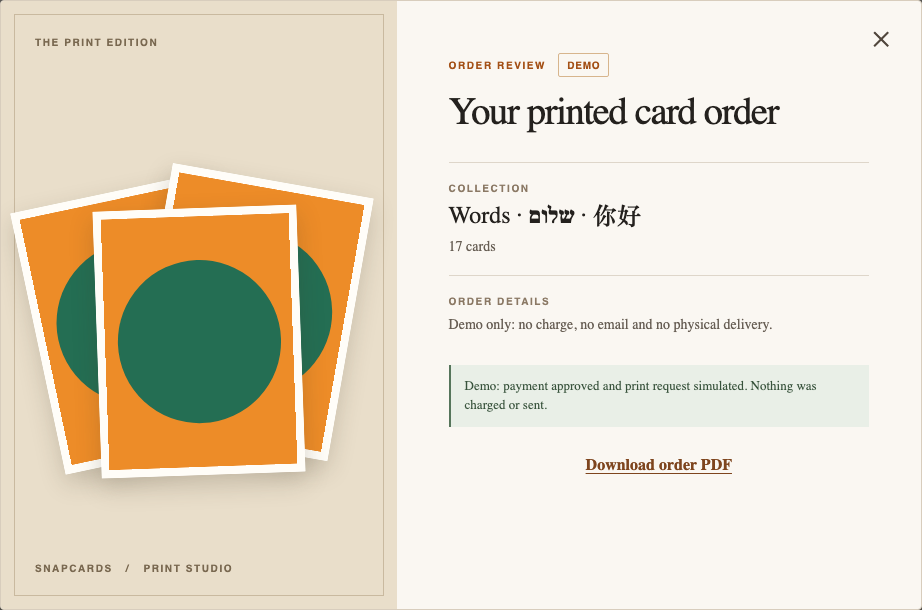 THE PRINT EDITION
SNAPCARDS / PRINT STUDIO
ORDER REVIEW DEMO
Your printed card order
COLLECTION
Words · שלום · 你好
17 cards
ORDER DETAILS
Demo only: no charge, no email and no physical delivery.
Demo: payment approved and print request simulated. Nothing was
charged or sent.
Download order PDF